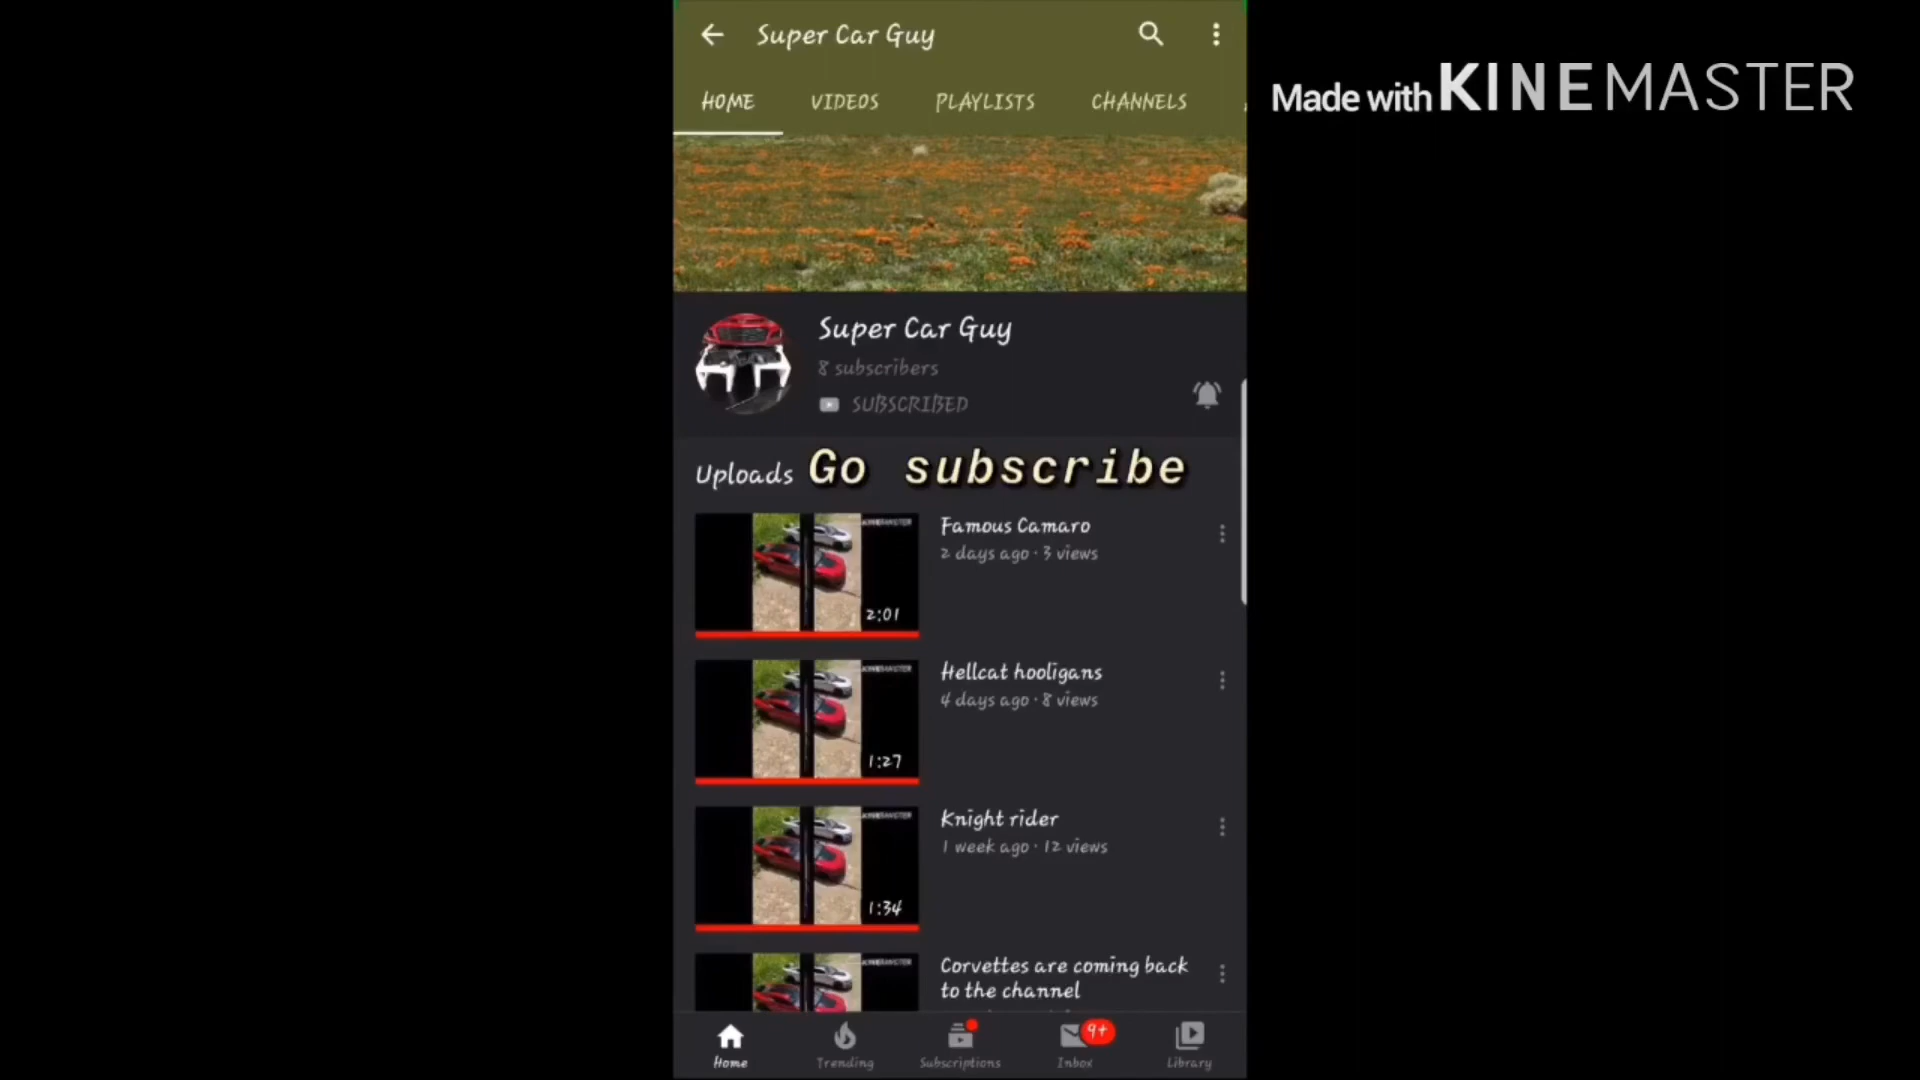 Super Car Guy
Made with KINEMASTER
HOME VIDEOS PLAYLISTS CHANNELS
Super Car Guy
8 subscribers
SUBSCRIBED
Uploads Go subscribe
Famous Camaro
2 days ago · 3 views
2:01
Hellcat hooligans
4 days ago · 8 views
1:27
Knight rider
1 week ago · 12 views
1:34
Corvettes are coming back
to the channel
9+
Home Trending Subscriptions Inbox Library